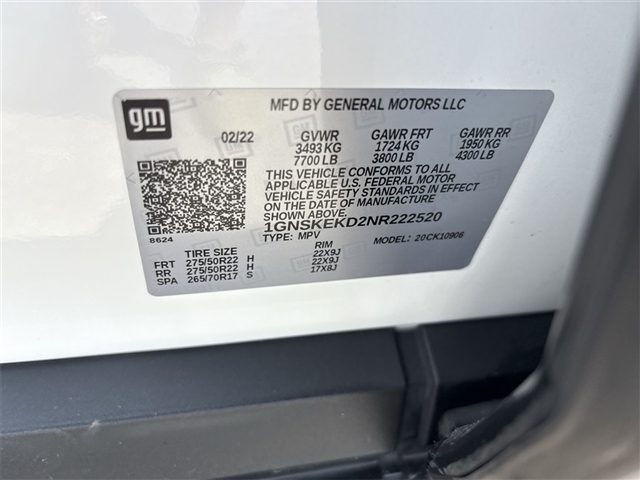 gm
MFD BY GENERAL MOTORS LLC
02/22 GVWR GAWR FRT GAWR RR
3493 KG 1724 KG 1950 KG
7700 LB 3800 LB 4300 LB
THIS VEHICLE CONFORMS TO ALL
APPLICABLE U.S. FEDERAL MOTOR
VEHICLE SAFETY STANDARDS IN EFFECT
ON THE DATE OF MANUFACTURE
SHOWN ABOVE.
1GNSKEKD2NR222520
8624 TYPE: MPV MODEL: 20CK10906
TIRE SIZE RIM
FRT 275/50R22 H 22X9J
RR 275/50R22 H 22X9J
SPA 265/70R17 S 17X8J